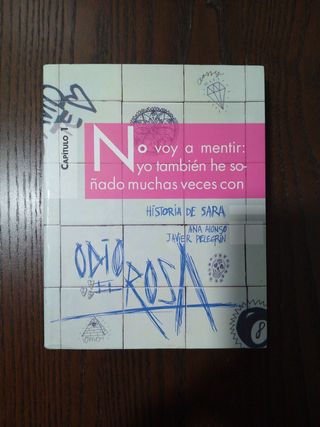 CAPÍTULO 1
No voy a mentir:
yo también he so-
ñado muchas veces con
HISTORIA DE SARA
ANA ALONSO
JAVIER PELEGRÍN
ODIO
EL
ROSA
8